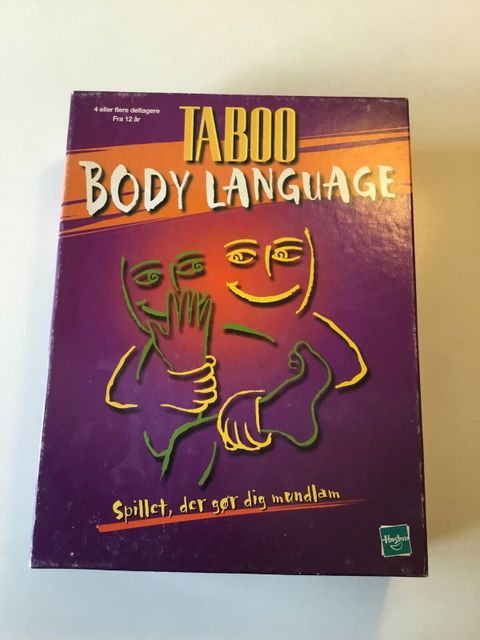 4 eller flere deltagere
Fra 12 år
TABOO
BODY LANGUAGE
Spillet, der gør dig mundlam
Hasbro